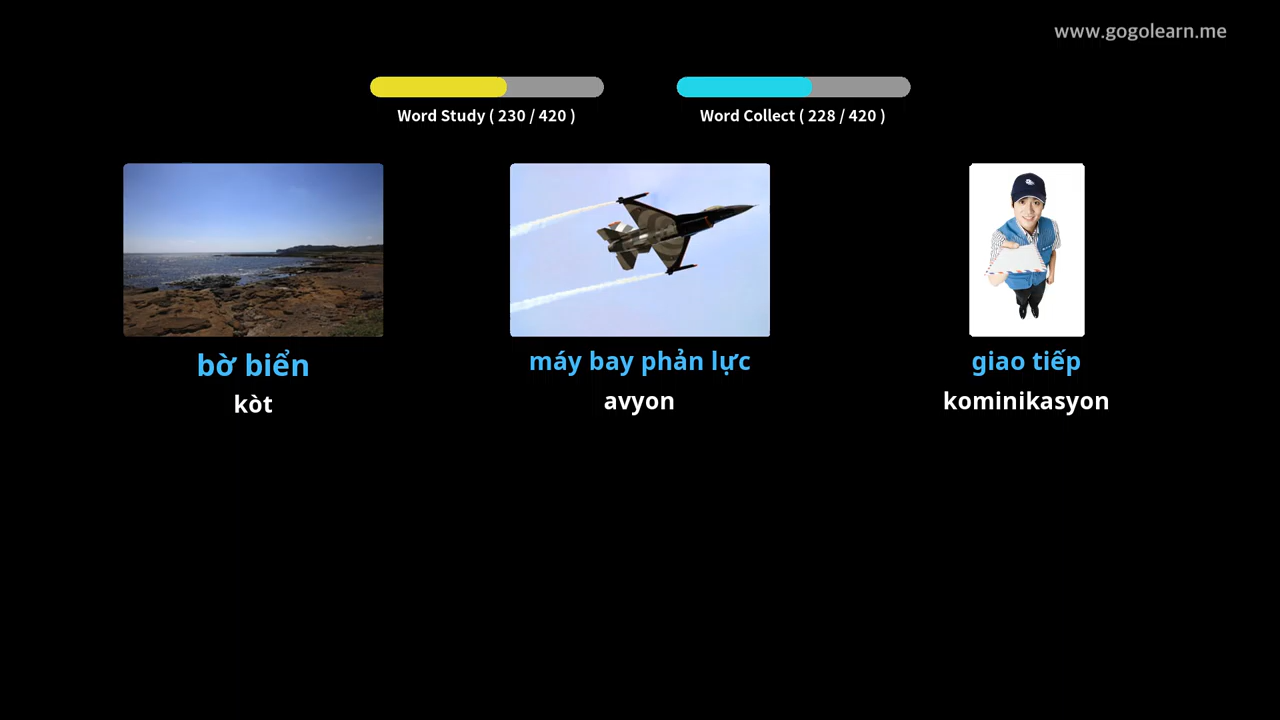 www.gogolearn.me
Word Study ( 230 / 420 )
Word Collect ( 228 / 420 )
bờ biển
kòt
máy bay phản lực
avyon
giao tiếp
kominikasyon